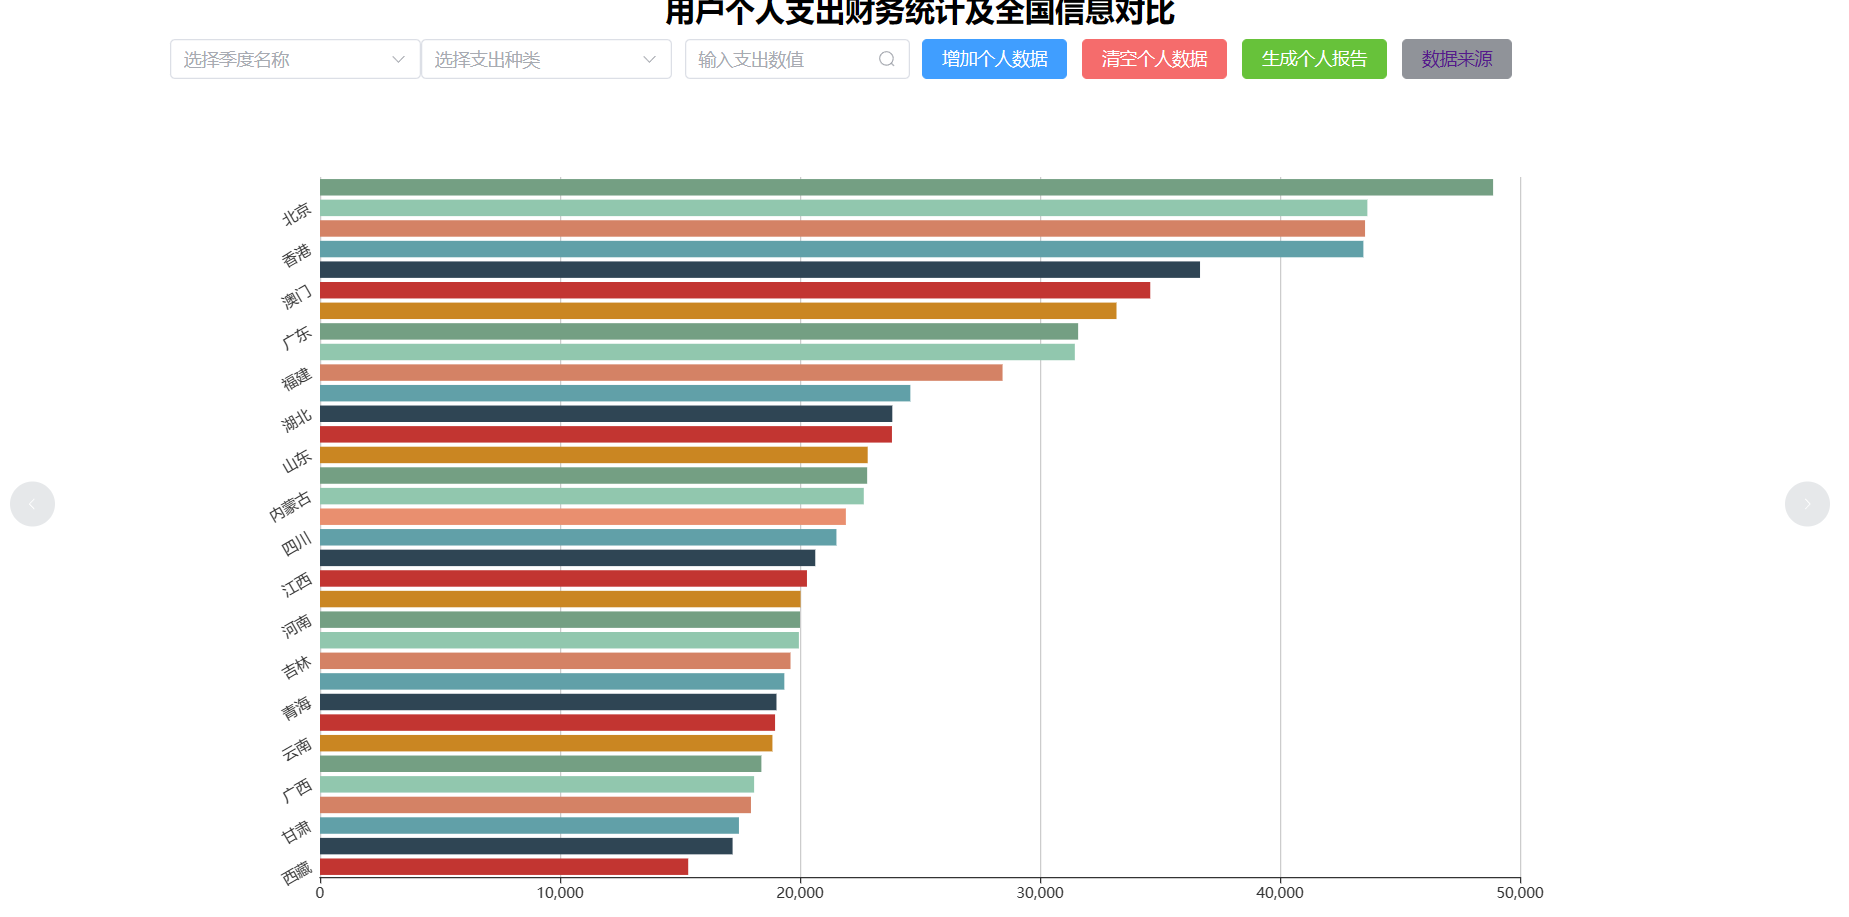 用户个人支出财务统计及全国信息对比
选择季度名称 选择支出种类 输入支出数值 增加个人数据 清空个人数据 生成个人报告 数据来源
北京
香港
澳门
广东
福建
湖北
山东
内蒙古
四川
江西
河南
吉林
青海
云南
广西
甘肃
西藏
0 10,000 20,000 30,000 40,000 50,000